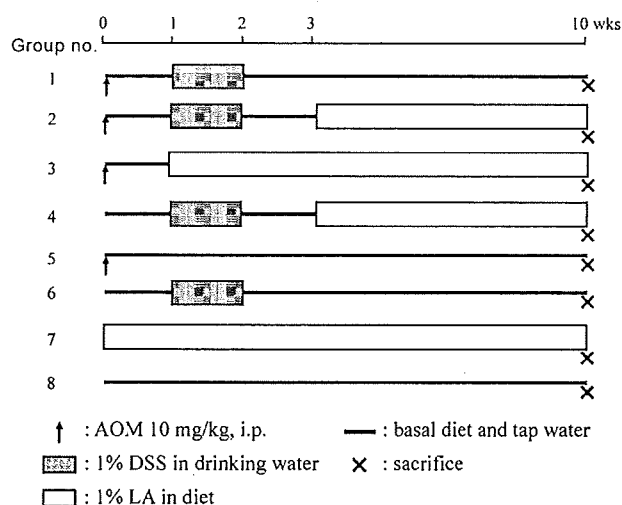 0 1 2 3 10 wks
Group no.
1
2
3
4
5
6
7
8
: AOM 10 mg/kg, i.p. : basal diet and tap water
: 1% DSS in drinking water : sacrifice
: 1% LA in diet